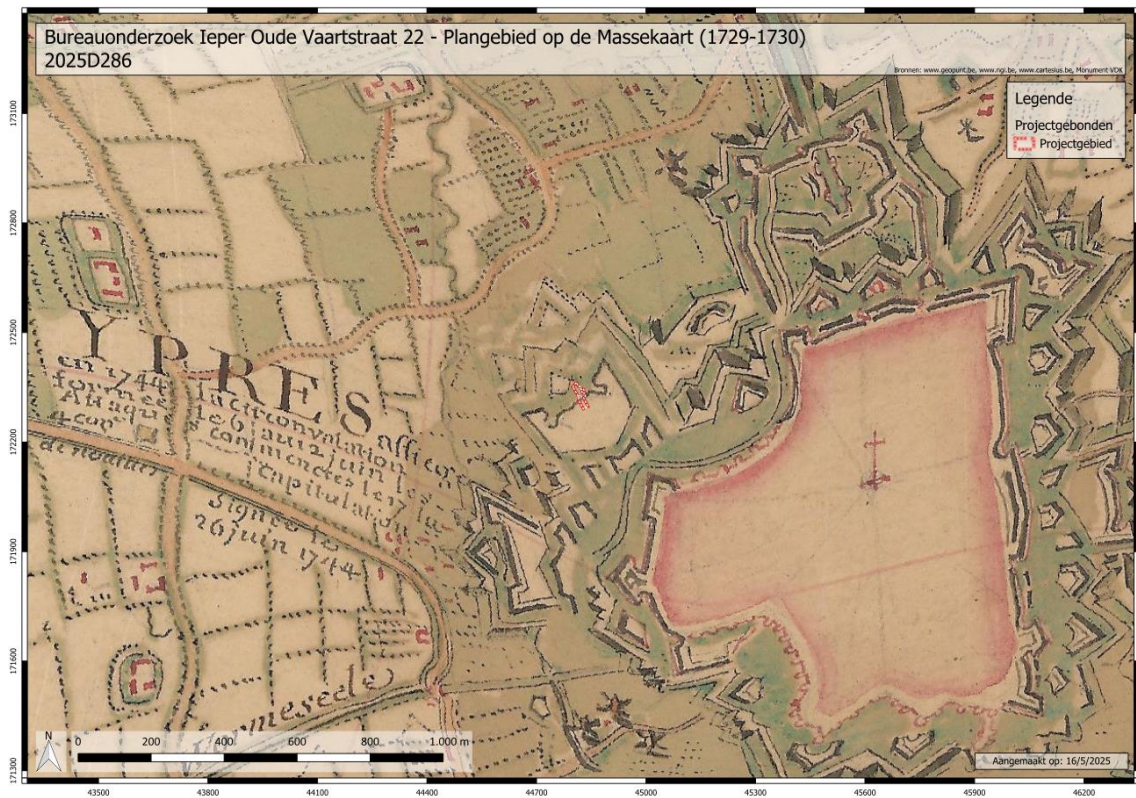 Bureauonderzoek Ieper Oude Vaartstraat 22 - Plangebied op de Massekaart (1729-1730)
2025D286
Bronnen: www.geopunt.be, www.ngi.be, www.cartesius.be, Monument-VDK
Legende
Projectgebonden
Projectgebied
173100
172800
172500
172200
171900
171600
171300
YPRES
en 1744
la circonvalation
26 juin 1744
N
0 200 400 600 800 1.000 m
Aangemaakt op: 16/5/2025
43500 43800 44100 44400 44700 45000 45300 45600 45900 46200